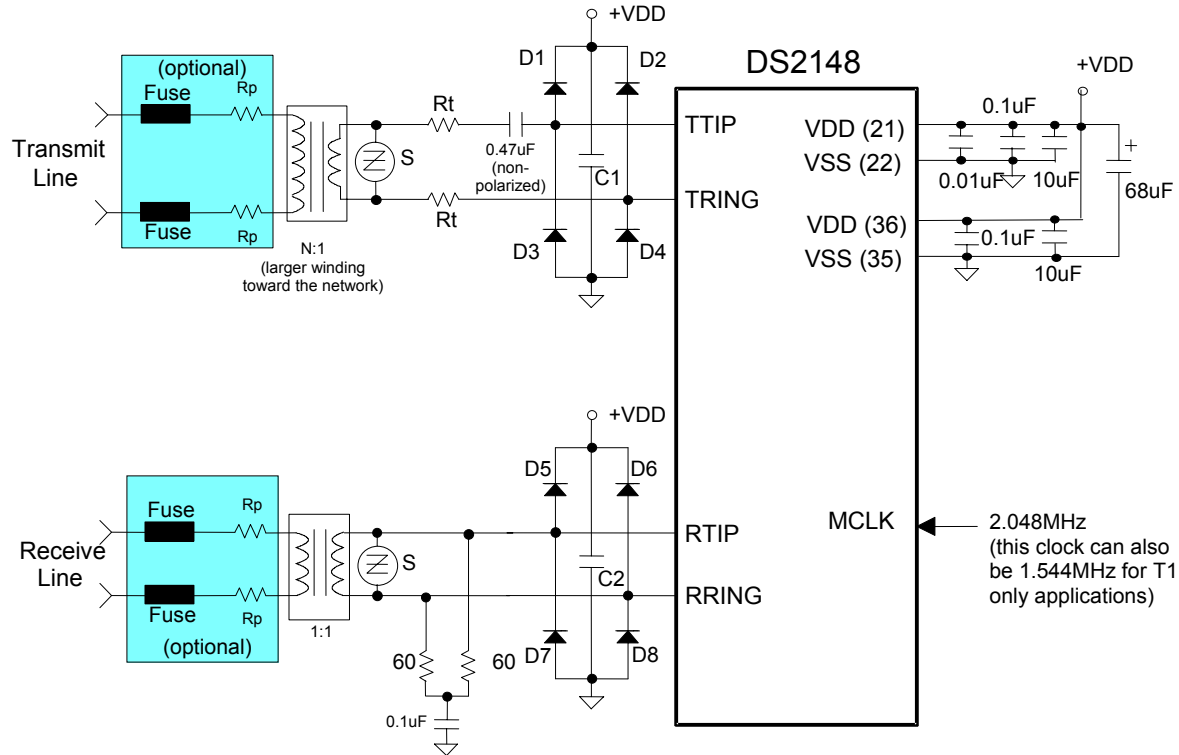 +VDD
(optional)
Fuse
Rp
D1
D2
DS2148
+VDD
Transmit
Line
Rt
S
0.47uF
(non-
polarized)
C1
TTIP
VDD (21)
0.1uF
+
TRING
VSS (22)
0.01uF
10uF
68uF
Fuse
Rp
Rt
D3
D4
VDD (36)
0.1uF
VSS (35)
10uF
N:1
(larger winding
toward the network)
+VDD
D5
D6
Fuse
Rp
Receive
Line
S
C2
RTIP
MCLK
2.048MHz
(this clock can also
be 1.544MHz for T1
only applications)
RRING
Fuse
Rp
(optional)
1:1
60
60
D7
D8
0.1uF